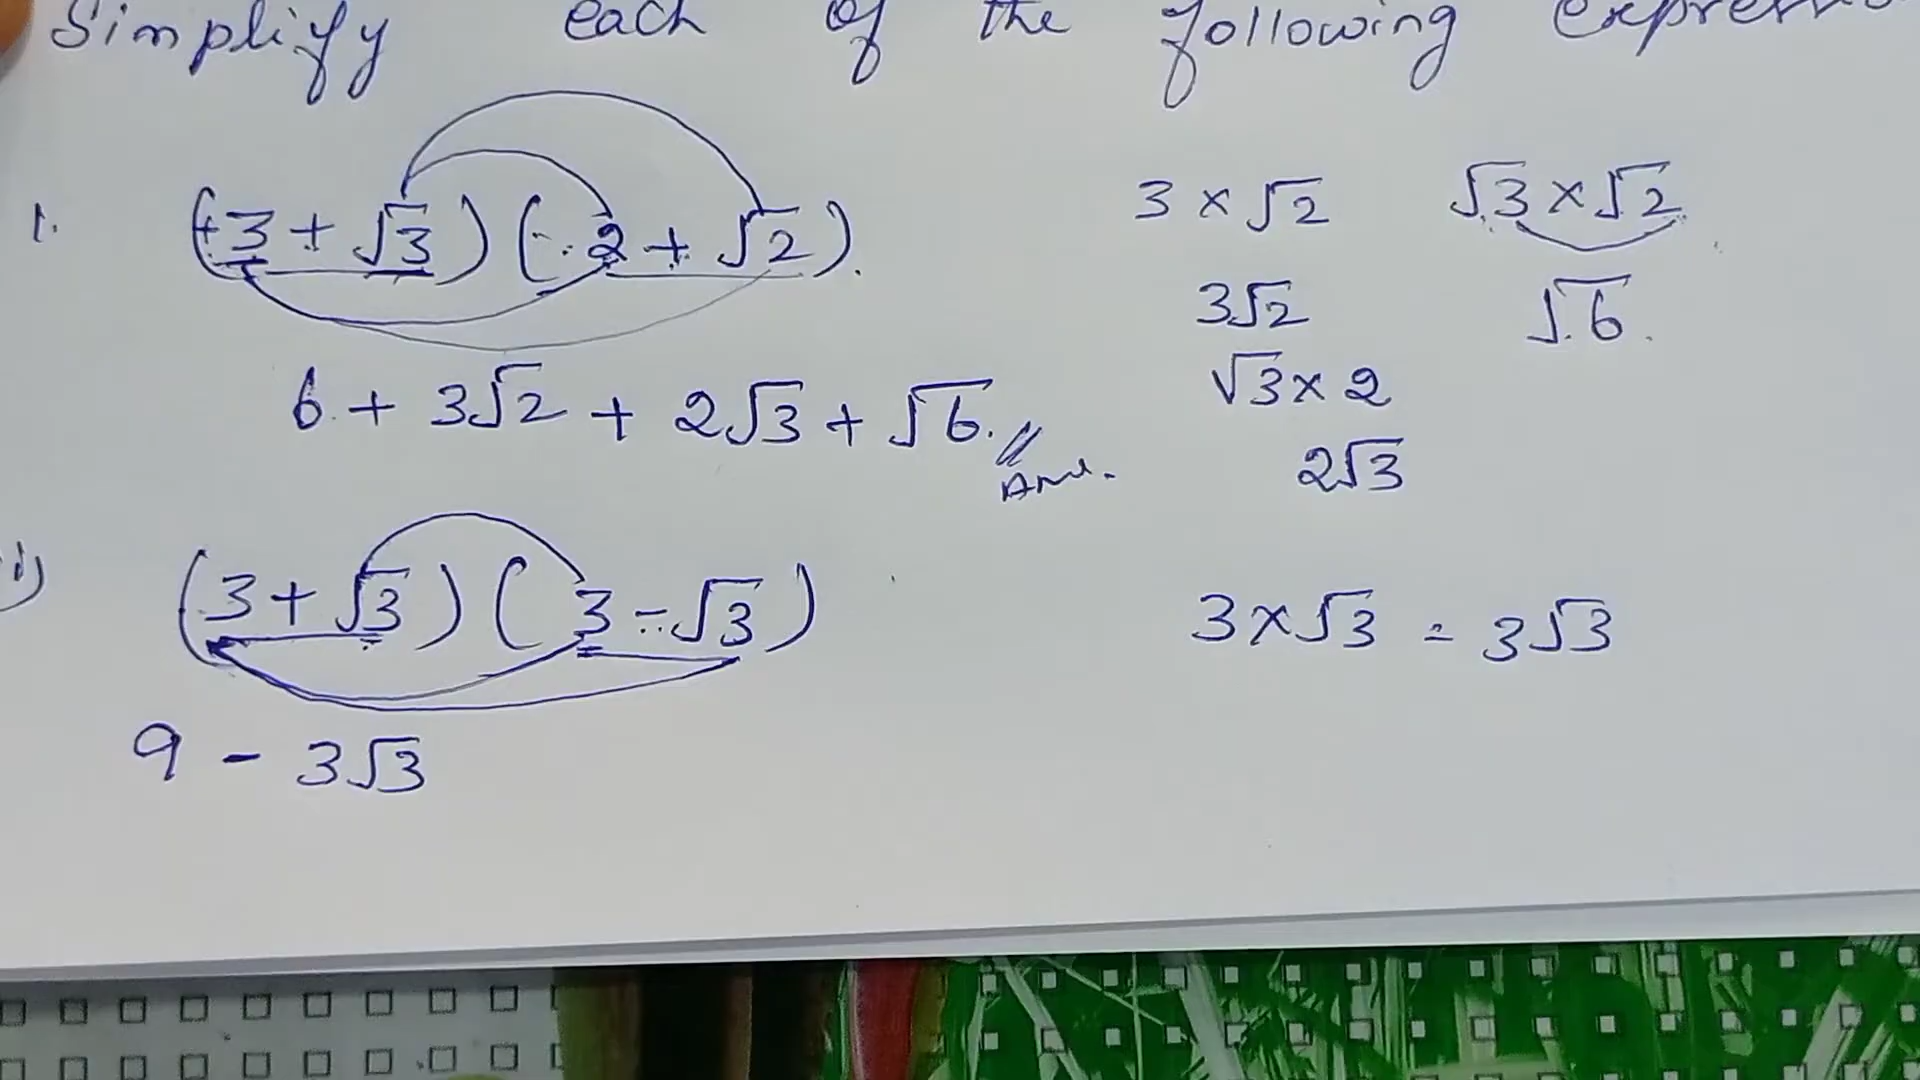 Simplify each of the following
1. (+3 + √3) (2 + √2).
6 + 3√2 + 2√3 + √6. Ans.
3 × √2
3√2
√3 × 2
2√3
√3 × √2
√6.
i) (3 + √3) (3 - √3)
9 - 3√3
3 × √3 = 3√3